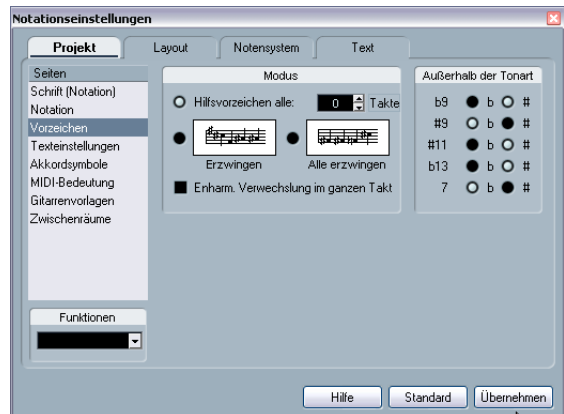 Notationseinstellungen
Projekt Layout Notensystem Text
Seiten
Schrift (Notation)
Notation
Vorzeichen
Texteinstellungen
Akkordsymbole
MIDI-Bedeutung
Gitarrenvorlagen
Zwischenräume
Funktionen
Modus
Hilfsvorzeichen alle: 0 Takte
Erzwingen Alle erzwingen
Enharm. Verwechslung im ganzen Takt
Außerhalb der Tonart
b9 b #
#9 b #
#11 b #
b13 b #
7 b #
Hilfe Standard Übernehmen